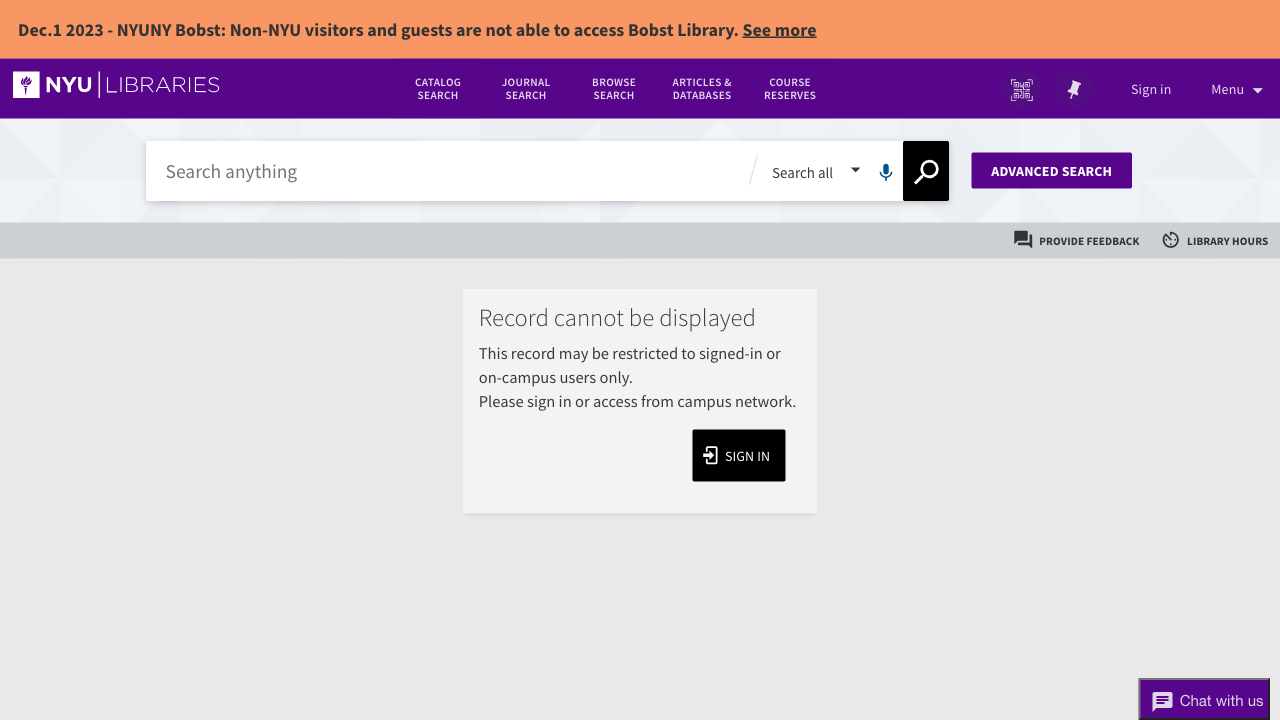 Dec.1 2023 - NYUNY Bobst: Non-NYU visitors and guests are not able to access Bobst Library. See more
NYU LIBRARIES
CATALOG
SEARCH
JOURNAL
SEARCH
BROWSE
SEARCH
ARTICLES &
DATABASES
COURSE
RESERVES
Sign in
Menu
Search anything
Search all
ADVANCED SEARCH
PROVIDE FEEDBACK
LIBRARY HOURS
Record cannot be displayed
This record may be restricted to signed-in or
on-campus users only.
Please sign in or access from campus network.
SIGN IN
Chat with us